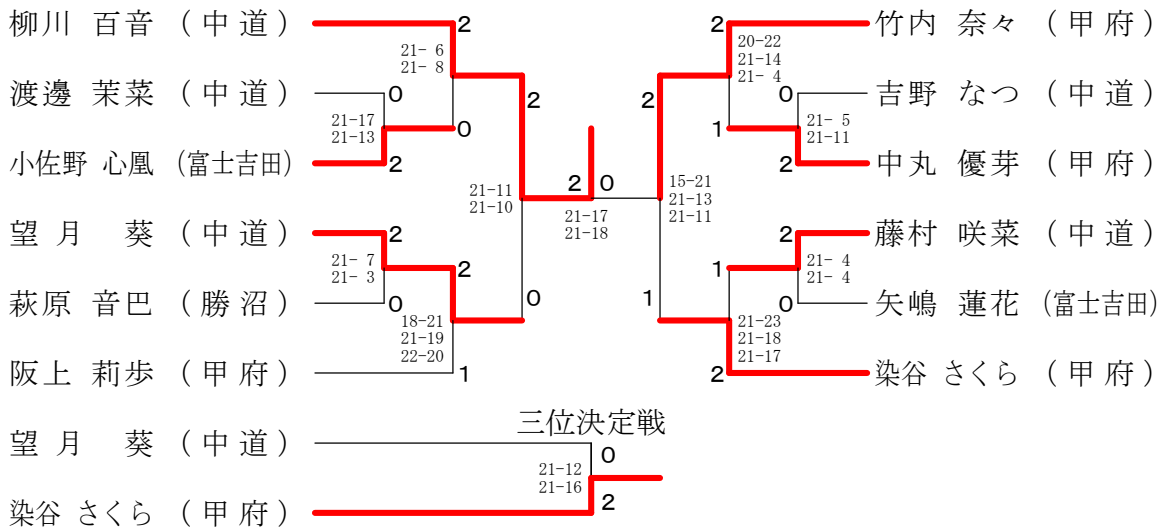 柳川 百音 （ 中 道 ） 2 2 竹内 奈々 （ 甲 府 ）
21- 6 20-22
21- 8 21-14
21- 4
渡邊 茉菜 （ 中 道 ） 0 2 2 0 吉野 なつ （ 中 道 ）
21-17 21- 5
21-13 0 1 21-11
小佐野 心凰 （富士吉田） 2 2 中丸 優芽 （ 甲 府 ）
21-11 2 0 15-21
21-10 21-13
21-17 21-11
21-18
望 月 葵 （ 中 道 ） 2 2 藤村 咲菜 （ 中 道 ）
21- 7 2 1 21- 4
21- 3 21- 4
萩原 音巴 （ 勝 沼 ） 0 0 1 0 矢嶋 蓮花 （富士吉田）
18-21 21-23
21-19 21-18
22-20 21-17
阪上 莉歩 （ 甲 府 ） 1 2 染谷 さくら （ 甲 府 ）
三位決定戦
望 月 葵 （ 中 道 ） 0
21-12
21-16
染谷 さくら （ 甲 府 ） 2